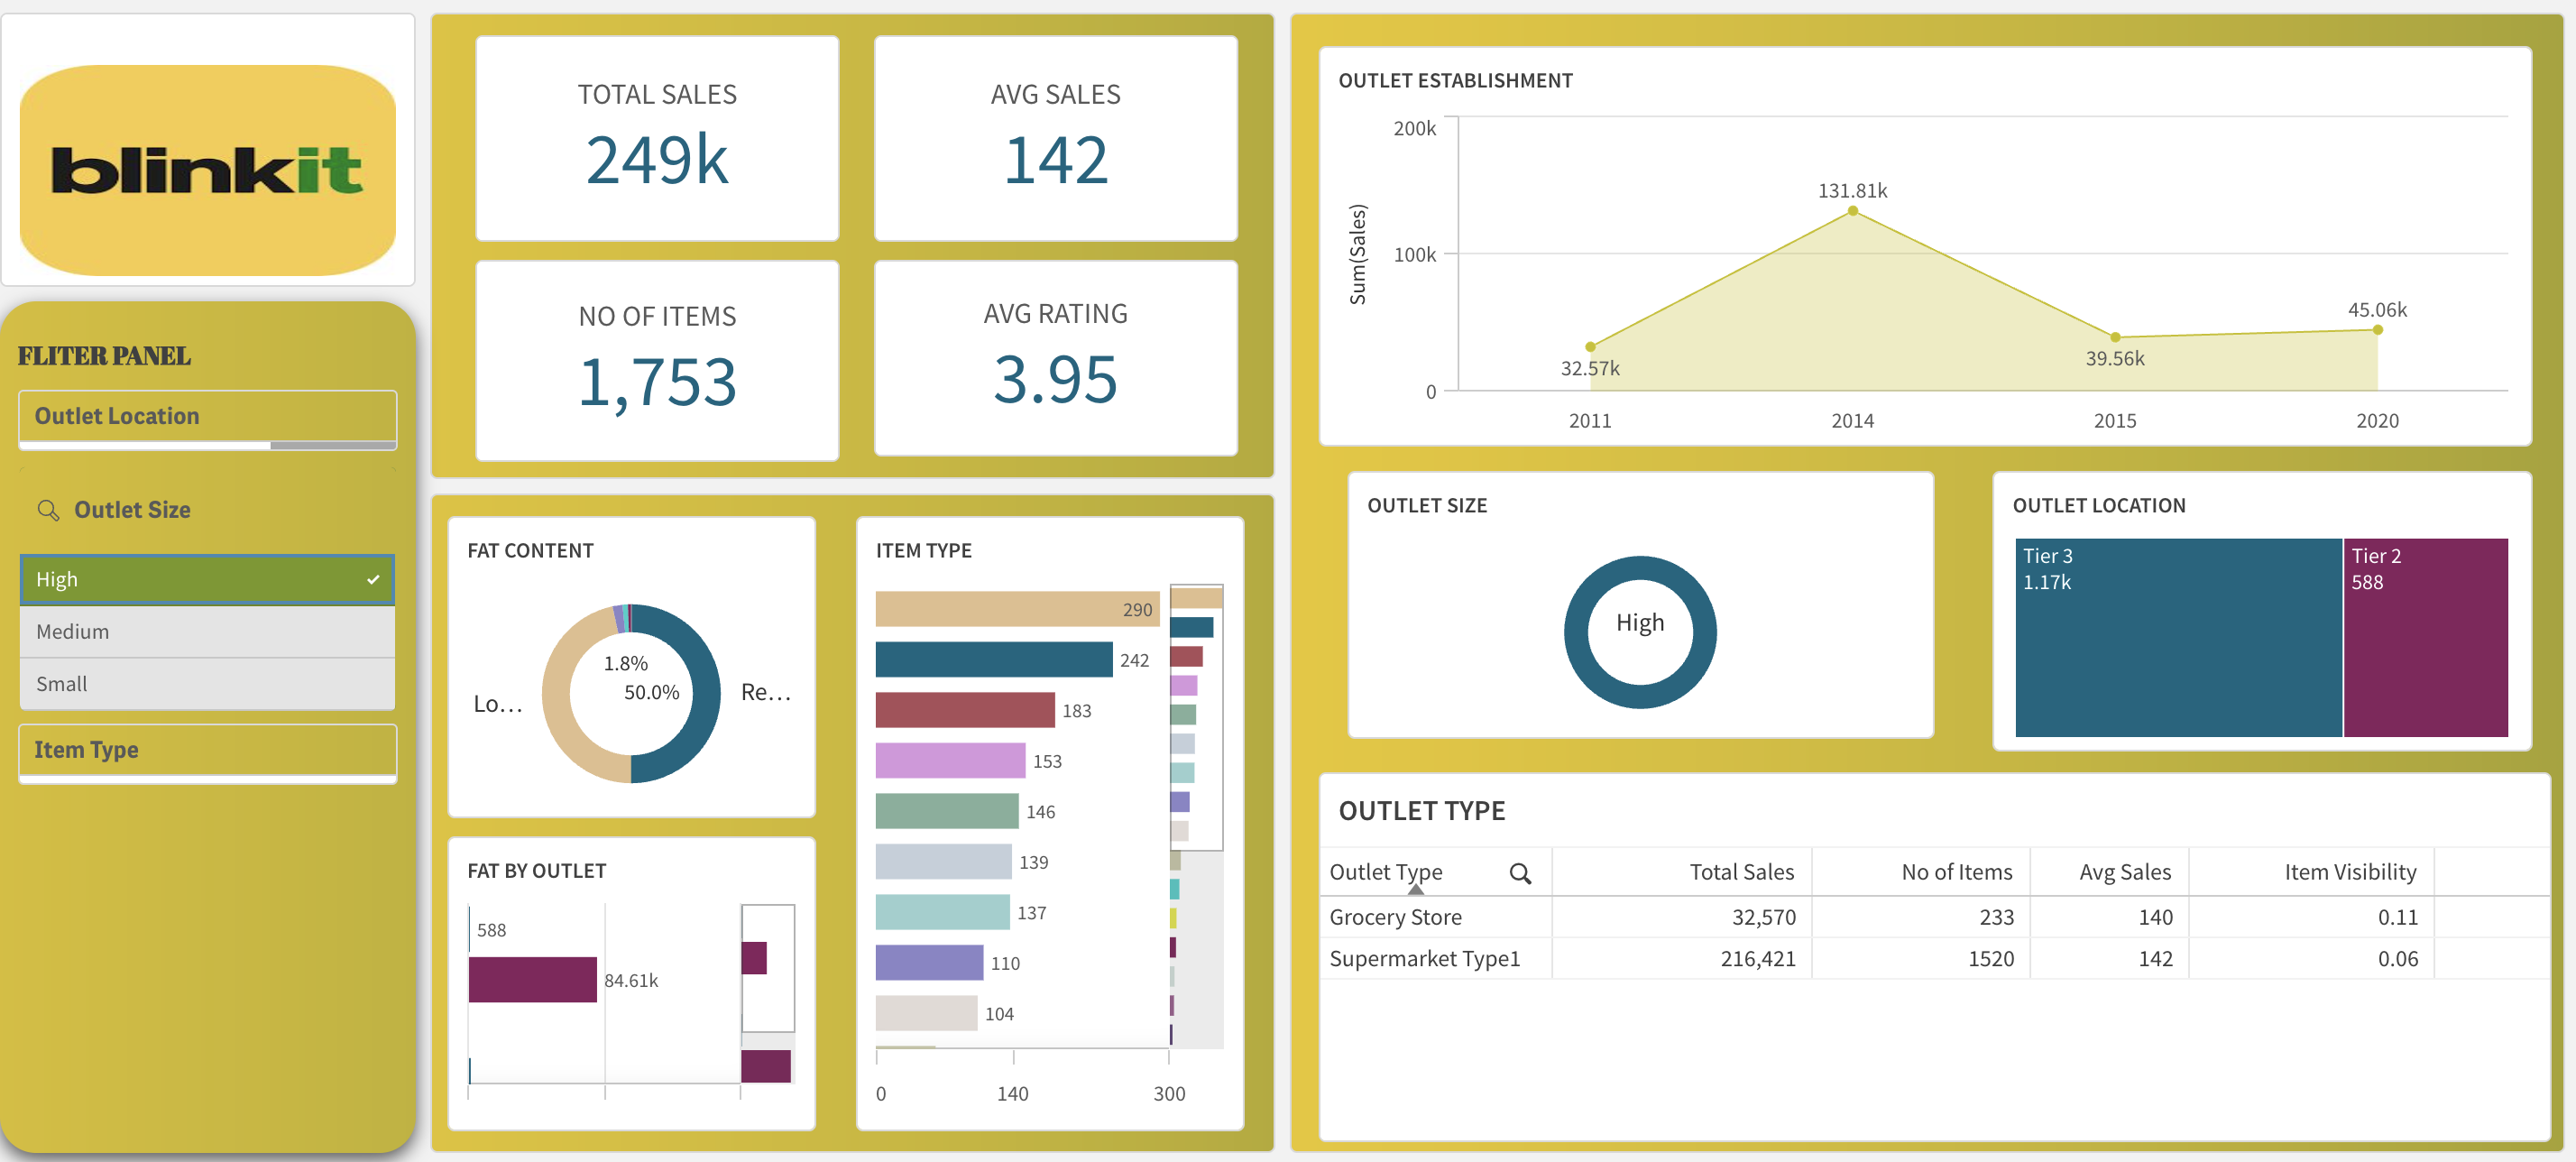 blinkit
FLITER PANEL
Outlet Location
Outlet Size
High
Medium
Small
Item Type
TOTAL SALES
249k
AVG SALES
142
NO OF ITEMS
1,753
AVG RATING
3.95
FAT CONTENT
1.8%
50.0%
Lo...
Re...
FAT BY OUTLET
588
84.61k
ITEM TYPE
290
242
183
153
146
139
137
110
104
0 140 300
OUTLET ESTABLISHMENT
Sum(Sales)
200k
100k
0
131.81k
32.57k
39.56k
45.06k
2011 2014 2015 2020
OUTLET SIZE
High
OUTLET LOCATION
Tier 3
1.17k
Tier 2
588
OUTLET TYPE
Outlet Type Total Sales No of Items Avg Sales Item Visibility
Grocery Store 32,570 233 140 0.11
Supermarket Type1 216,421 1520 142 0.06